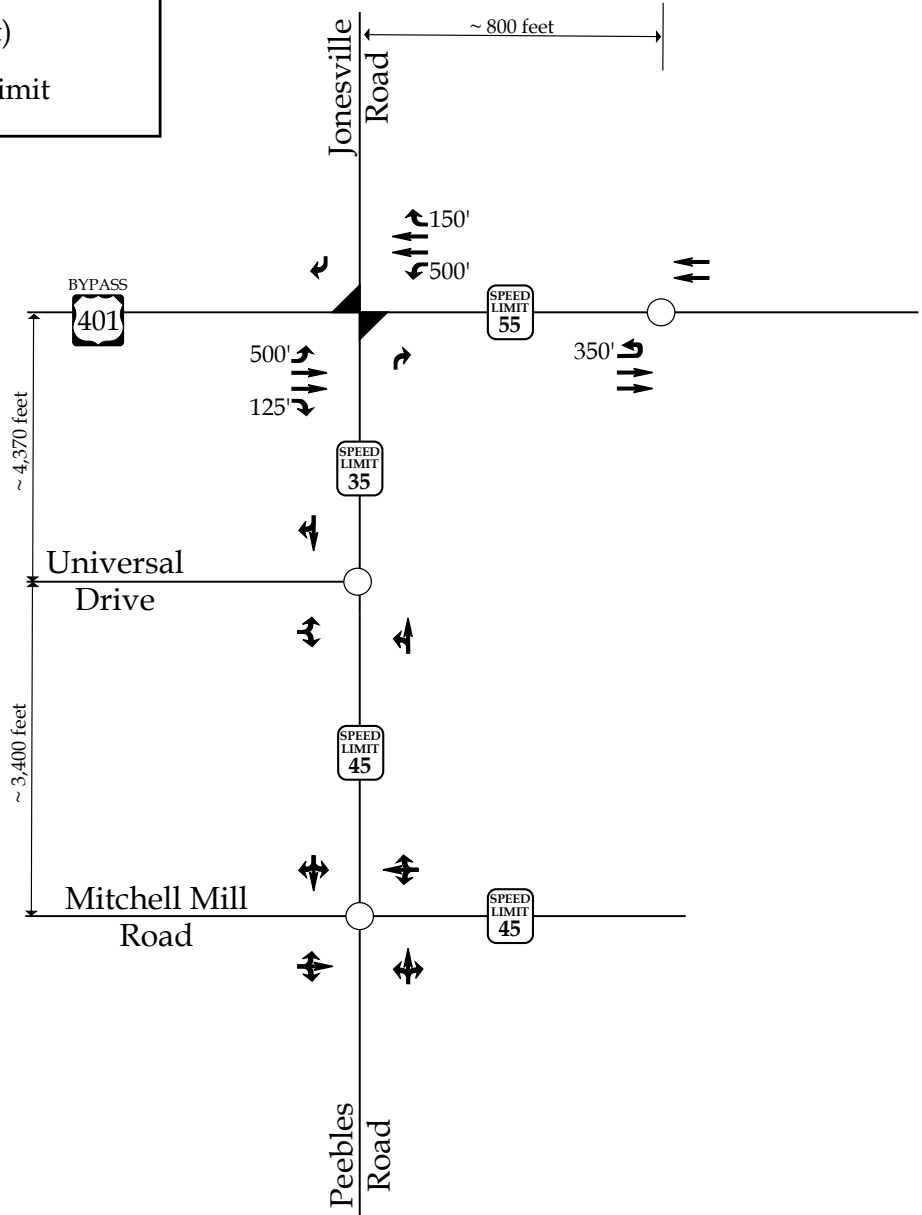 t)
imit
~ 800 feet
Jonesville
Road
150'
500'
BYPASS
401
SPEED
LIMIT
55
500'
125'
350'
~ 4,370 feet
SPEED
LIMIT
35
Universal
Drive
~ 3,400 feet
SPEED
LIMIT
45
Mitchell Mill
Road
SPEED
LIMIT
45
Peebles
Road